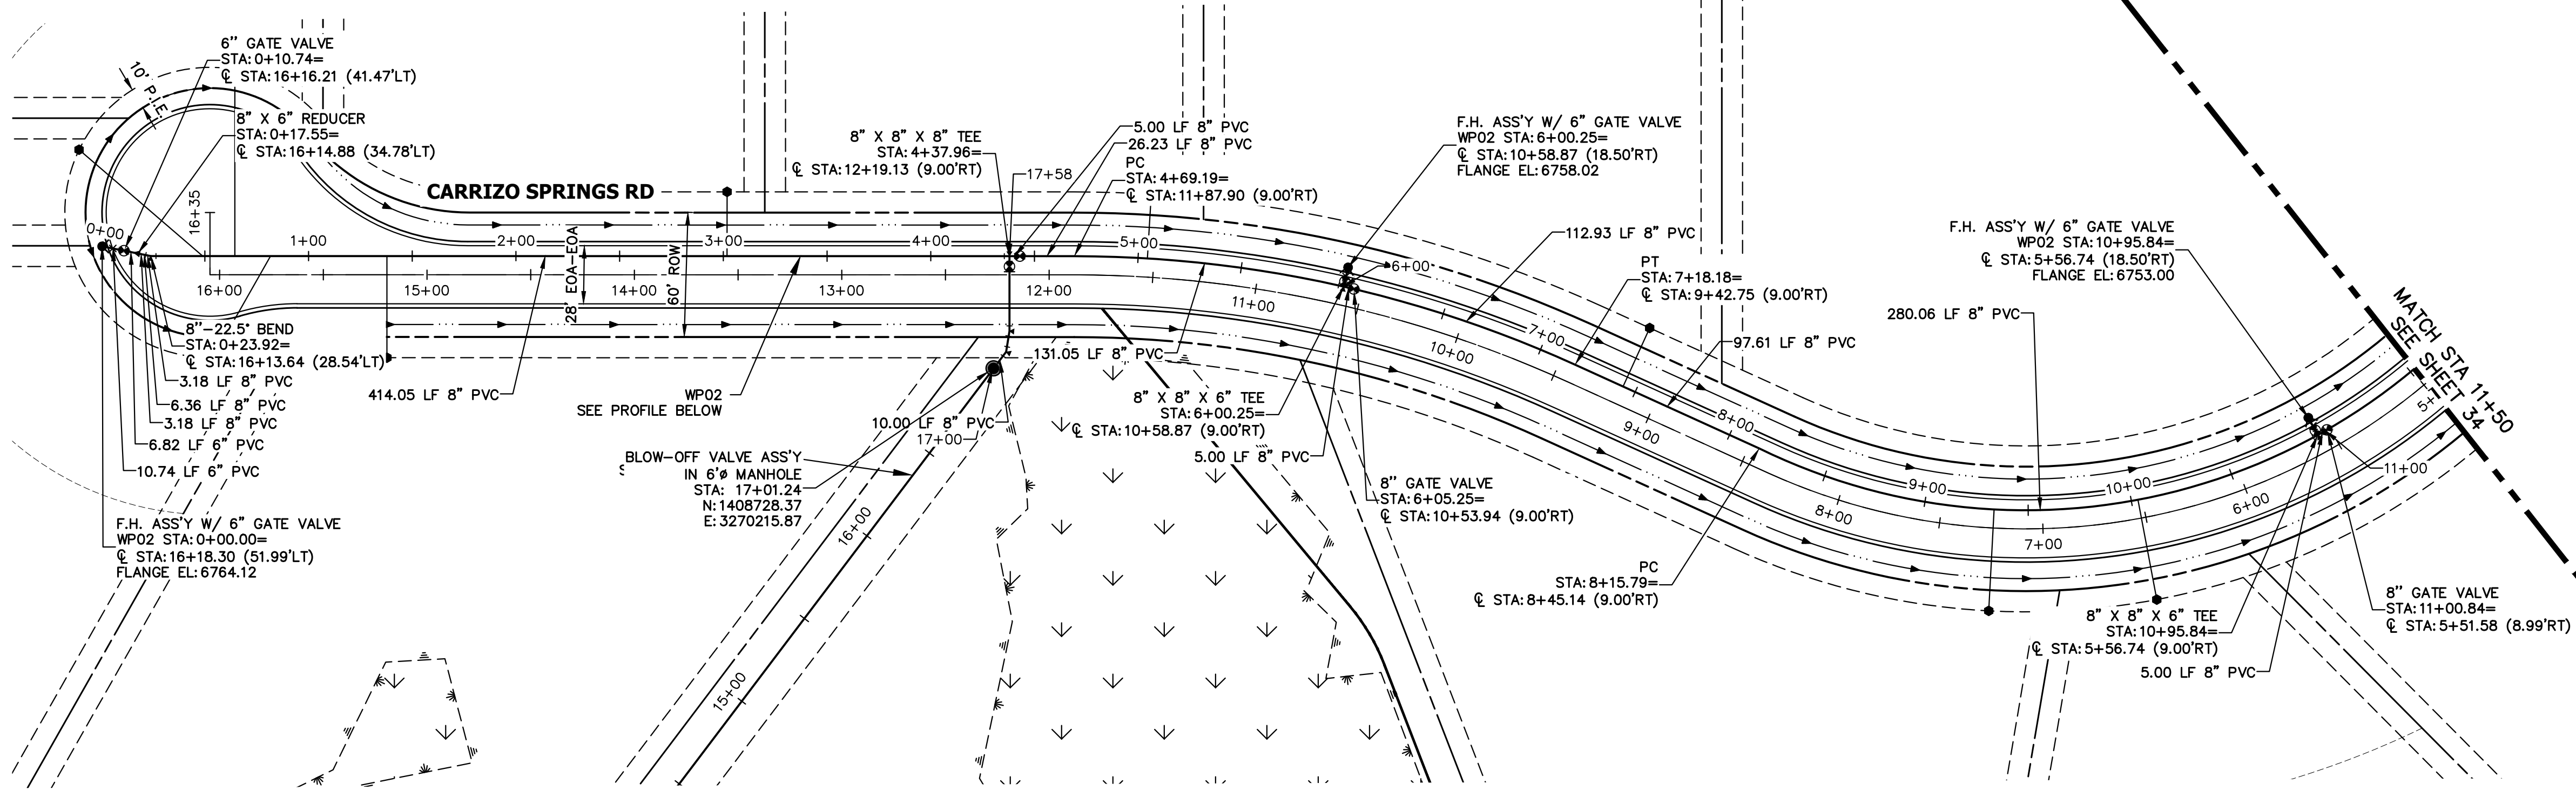 6" GATE VALVE
STA:0+10.74=
℄ STA:16+16.21 (41.47'LT)
10' P.I.E.
8" X 6" REDUCER
STA:0+17.55=
℄ STA:16+14.88 (34.78'LT)
CARRIZO SPRINGS RD
8" X 8" X 8" TEE
STA:4+37.96=
℄ STA:12+19.13 (9.00'RT)
17+58
5.00 LF 8" PVC
26.23 LF 8" PVC
PC
STA:4+69.19=
℄ STA:11+87.90 (9.00'RT)
F.H. ASS'Y W/ 6" GATE VALVE
WP02 STA:6+00.25=
℄ STA:10+58.87 (18.50'RT)
FLANGE EL:6758.02
112.93 LF 8" PVC
PT
STA:7+18.18=
℄ STA:9+42.75 (9.00'RT)
F.H. ASS'Y W/ 6" GATE VALVE
WP02 STA:10+95.84=
℄ STA:5+56.74 (18.50'RT)
FLANGE EL:6753.00
280.06 LF 8" PVC
97.61 LF 8" PVC
MATCH STA 11+50
SEE SHEET 34
16+35
0+00
1+00
2+00
3+00
4+00
5+00
6+00
7+00
8+00
9+00
10+00
11+00
16+00
15+00
14+00
13+00
12+00
11+00
10+00
9+00
8+00
7+00
6+00
5+
28' EOA-EOA
60' ROW
8"-22.5° BEND
STA:0+23.92=
℄ STA:16+13.64 (28.54'LT)
3.18 LF 8" PVC
6.36 LF 8" PVC
3.18 LF 8" PVC
6.82 LF 6" PVC
10.74 LF 6" PVC
F.H. ASS'Y W/ 6" GATE VALVE
WP02 STA:0+00.00=
℄ STA:16+18.30 (51.99'LT)
FLANGE EL:6764.12
414.05 LF 8" PVC
WP02
SEE PROFILE BELOW
10.00 LF 8" PVC
17+00
BLOW-OFF VALVE ASS'Y
IN 6'ø MANHOLE
STA: 17+01.24
N:1408728.37
E:3270215.87
16+00
15+00
131.05 LF 8" PVC
8" X 8" X 6" TEE
STA:6+00.25=
℄ STA:10+58.87 (9.00'RT)
5.00 LF 8" PVC
8" GATE VALVE
STA:6+05.25=
℄ STA:10+53.94 (9.00'RT)
PC
STA:8+15.79=
℄ STA:8+45.14 (9.00'RT)
8" X 8" X 6" TEE
STA:10+95.84=
℄ STA:5+56.74 (9.00'RT)
5.00 LF 8" PVC
8" GATE VALVE
STA:11+00.84=
℄ STA:5+51.58 (8.99'RT)